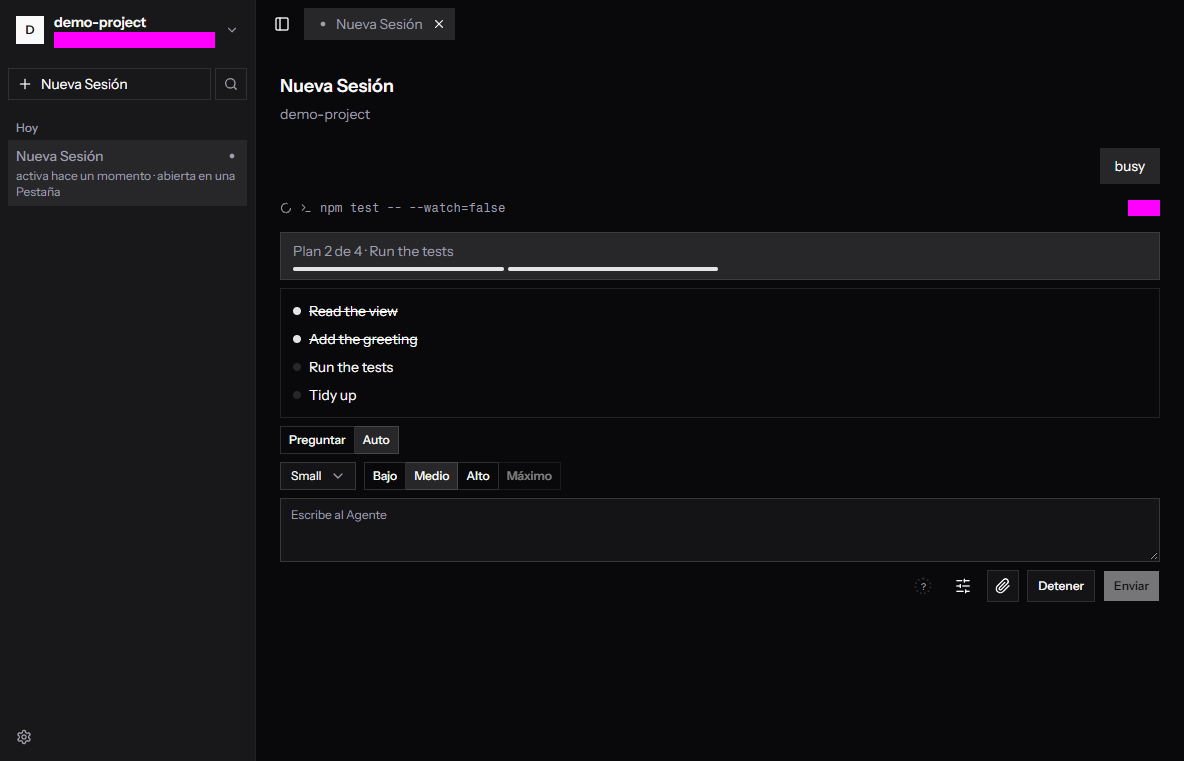 D
demo-project
Nueva Sesión
Hoy
Nueva Sesión
activa hace un momento · abierta en una
Pestaña
Nueva Sesión
Nueva Sesión
demo-project
busy
npm test -- --watch=false
Plan 2 de 4 · Run the tests
Read the view
Add the greeting
Run the tests
Tidy up
Preguntar Auto
Small Bajo Medio Alto Máximo
Escribe al Agente
? Detener Enviar